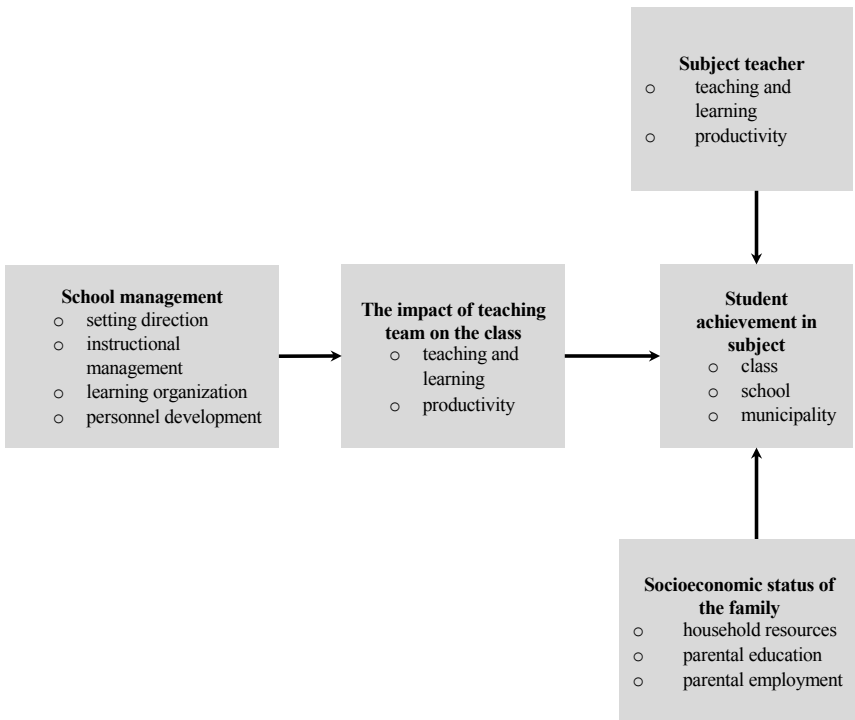 Subject teacher
o teaching and
learning
o productivity
School management
o setting direction
o instructional
management
o learning organization
o personnel development
The impact of teaching
team on the class
o teaching and
learning
o productivity
Student
achievement in
subject
o class
o school
o municipality
Socioeconomic status of
the family
o household resources
o parental education
o parental employment